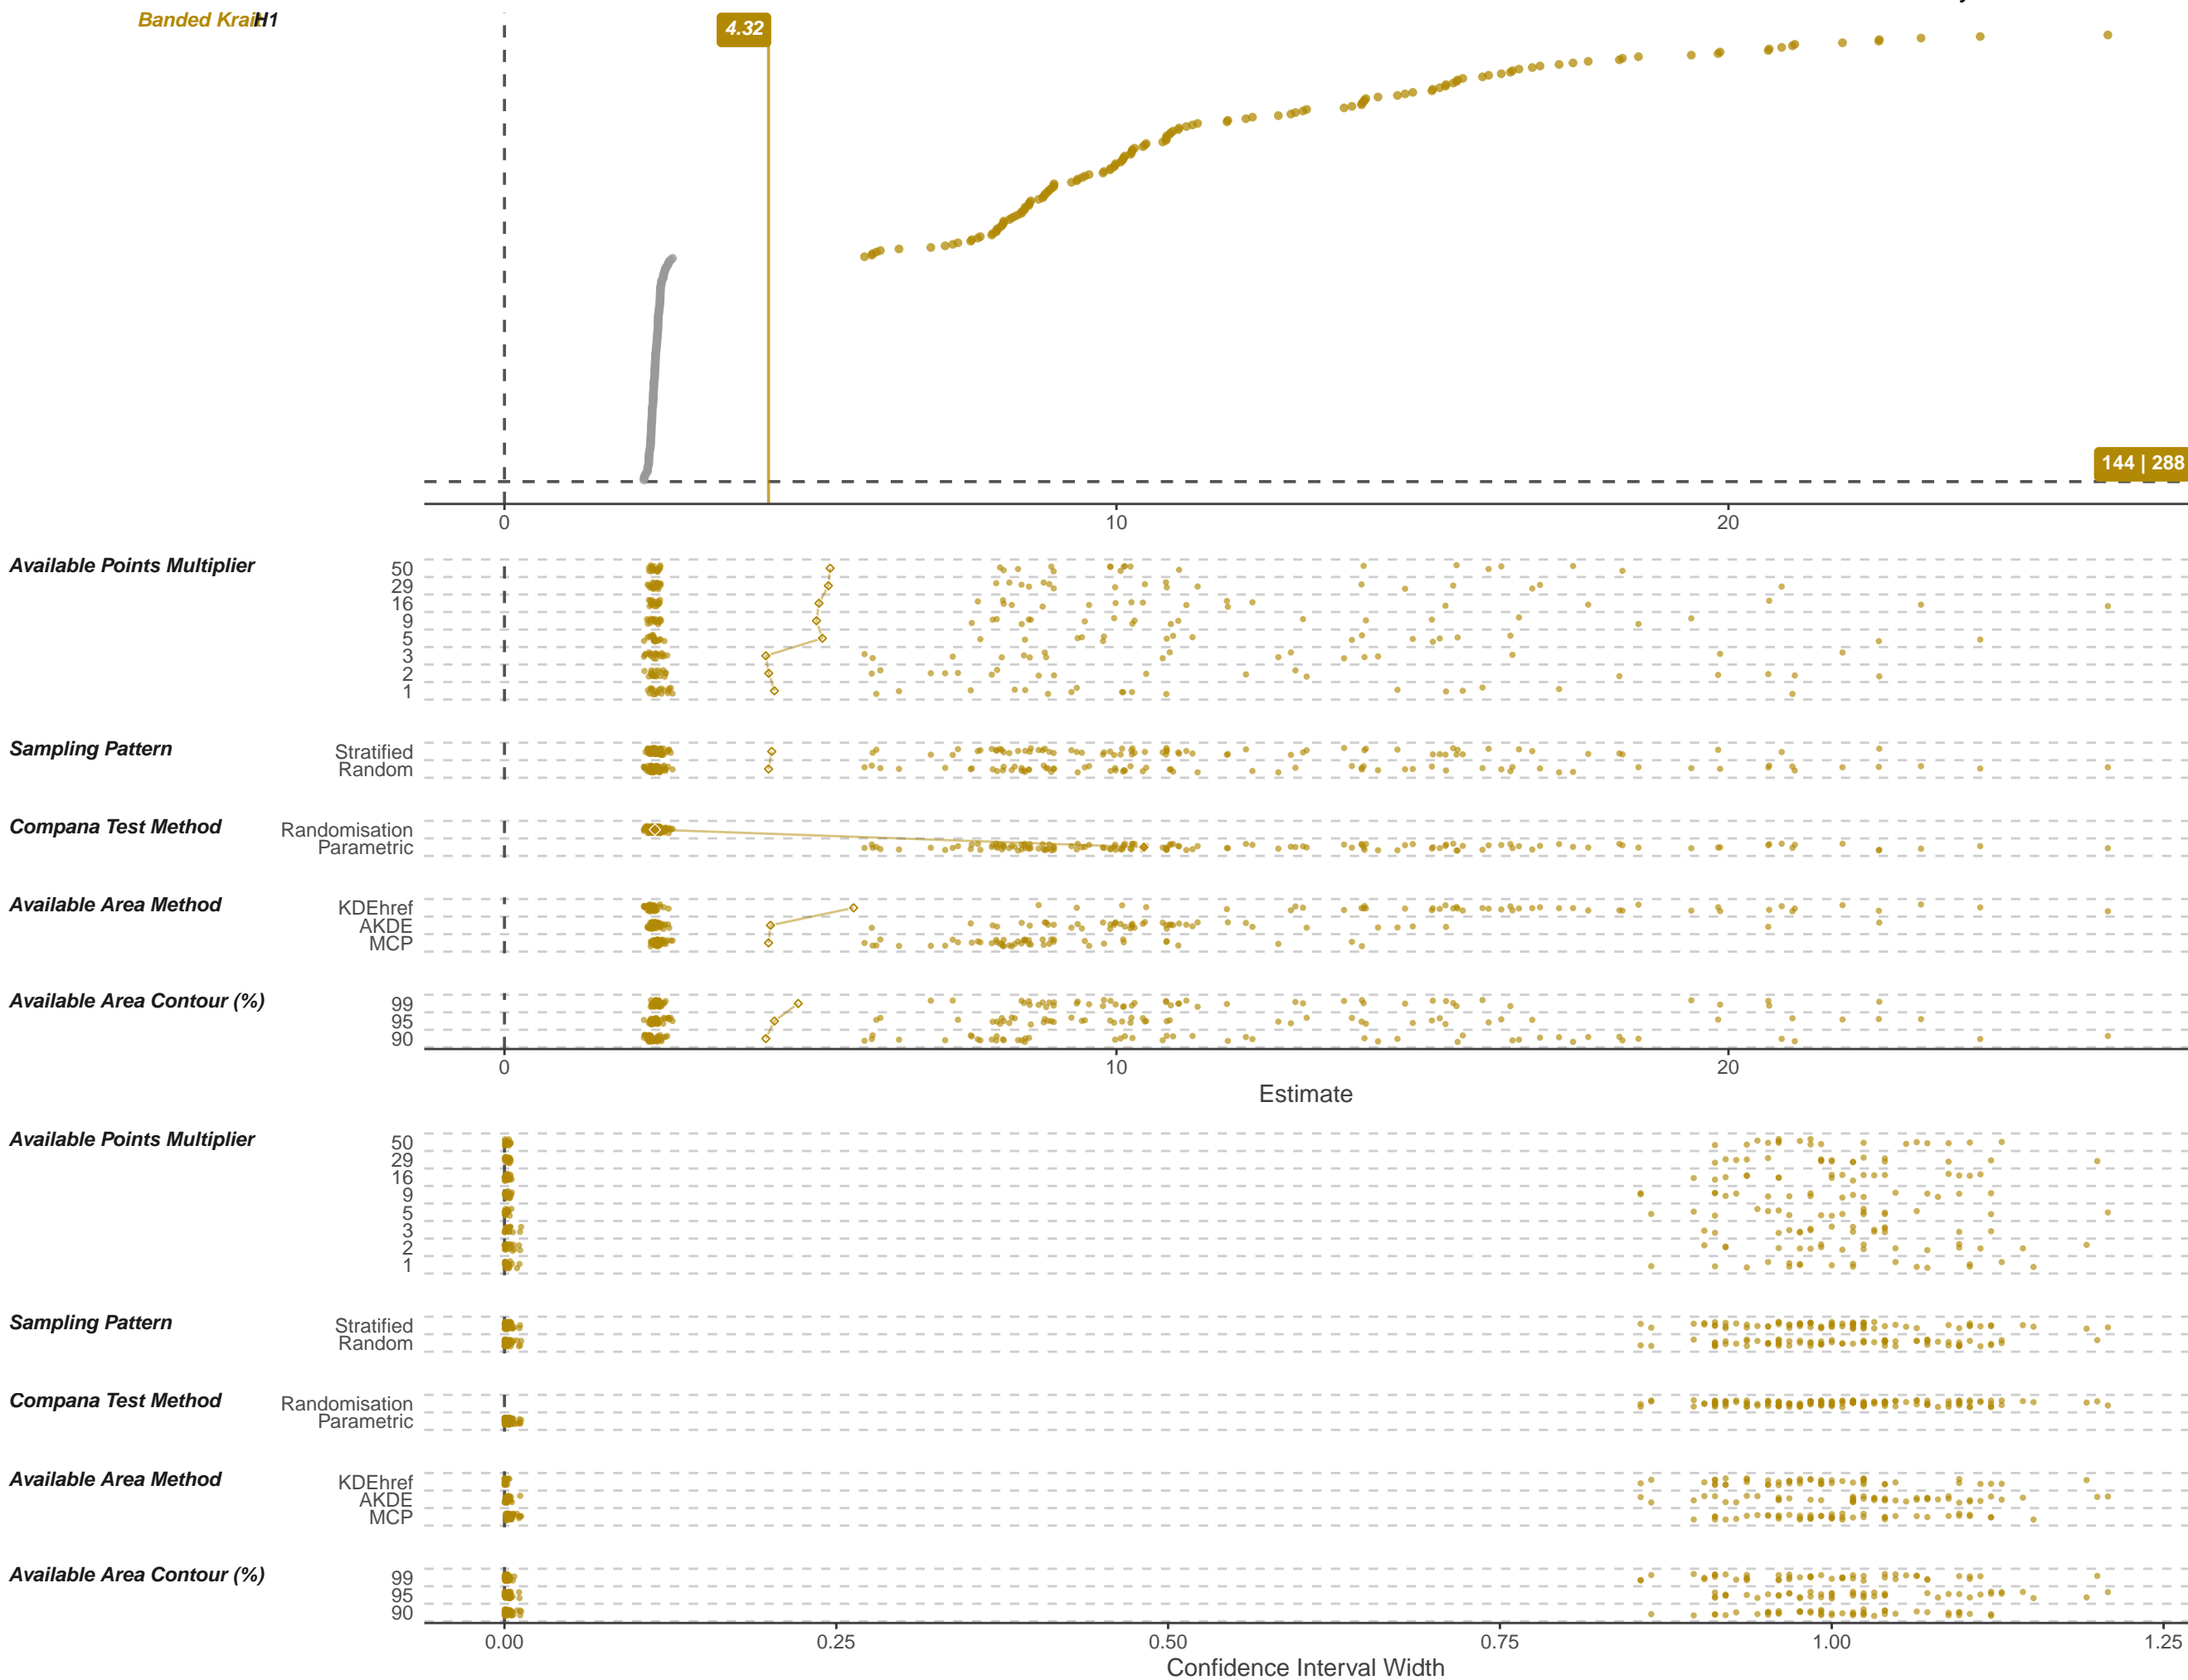 Banded Krait H1
4.32
144 | 288
0 10 20
Available Points Multiplier
50
29
16
9
5
3
2
1
Sampling Pattern
Stratified
Random
Compana Test Method
Randomisation
Parametric
Available Area Method
KDEhref
AKDE
MCP
Available Area Contour (%)
99
95
90
0 10 20
Estimate
Available Points Multiplier
50
29
16
9
5
3
2
1
Sampling Pattern
Stratified
Random
Compana Test Method
Randomisation
Parametric
Available Area Method
KDEhref
AKDE
MCP
Available Area Contour (%)
99
95
90
0.00 0.25 0.50 0.75 1.00 1.25
Confidence Interval Width